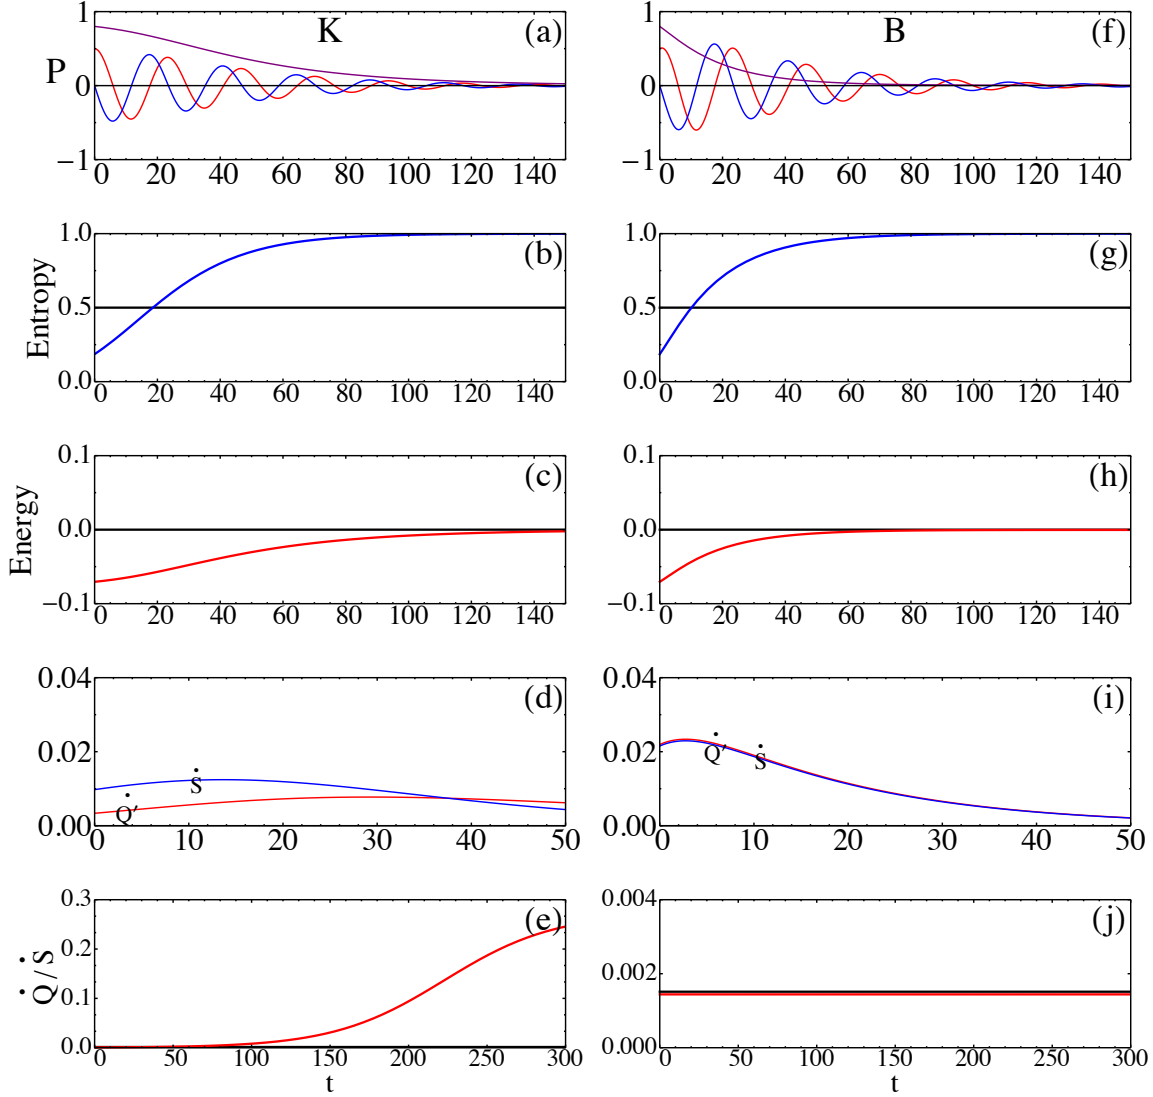 K
B
P
1
0
−1
0 20 40 60 80 100 120 140
(a)
1
0
−1
0 20 40 60 80 100 120 140
(f)
Entropy
1.0
0.5
0.0
0 20 40 60 80 100 120
(b)
1.0
0.5
0.0
0 20 40 60 80 100 120
(g)
Energy
0.1
0.0
−0.1
0 20 40 60 80 100 120
(c)
0.1
0.0
−0.1
0 20 40 60 80 100 120
(h)
0.04
0.02
0.00
0 10 20 30 40 50
(d)
Ṡ
Q̇′
0.04
0.02
0.00
0 10 20 30 40 50
(i)
Q̇′
Ṡ
Q̇/Ṡ
0.3
0.2
0.1
0.0
0 50 100 150 200 250 300
(e)
t
0.004
0.002
0.000
0 50 100 150 200 250 300
(j)
t